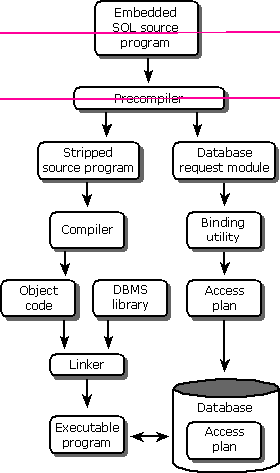 Embedded
SQL source
program
Precompiler
Stripped
source program
Database
request module
Compiler
Binding
utility
Object
code
DBMS
library
Access
plan
Linker
Database
Executable
program
Access
plan